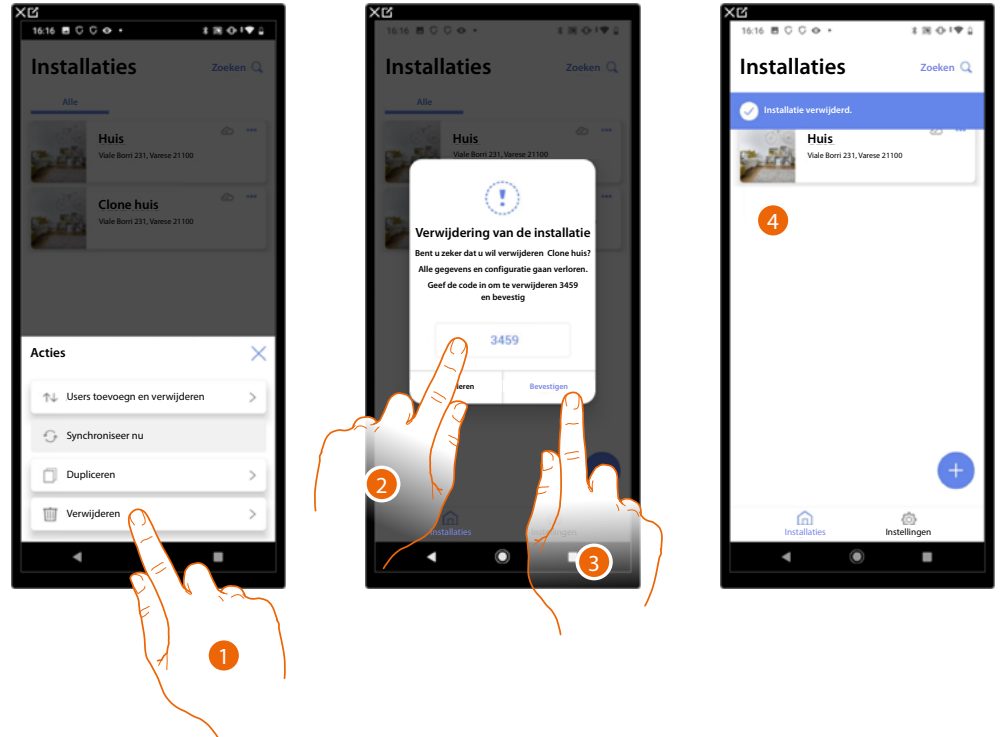 16:16
Installaties
Zoeken
Alle
Huis
Viale Borri 231, Varese 21100
Clone huis
Viale Borri 231, Varese 21100
Acties
Users toevoegn en verwijderen
Synchroniseer nu
Dupliceren
Verwijderen
1
16:16
Installaties
Zoeken
Alle
Huis
Viale Borri 231, Varese 21100
Verwijdering van de installatie
Bent u zeker dat u wil verwijderen Clone huis?
Alle gegevens en configuratie gaan verloren.
Geef de code in om te verwijderen 3459
en bevestig
3459
Bevestigen
Installaties
2
3
16:16
Installaties
Zoeken
Installatie verwijderd.
Huis
Viale Borri 231, Varese 21100
4
Installaties
Instellingen